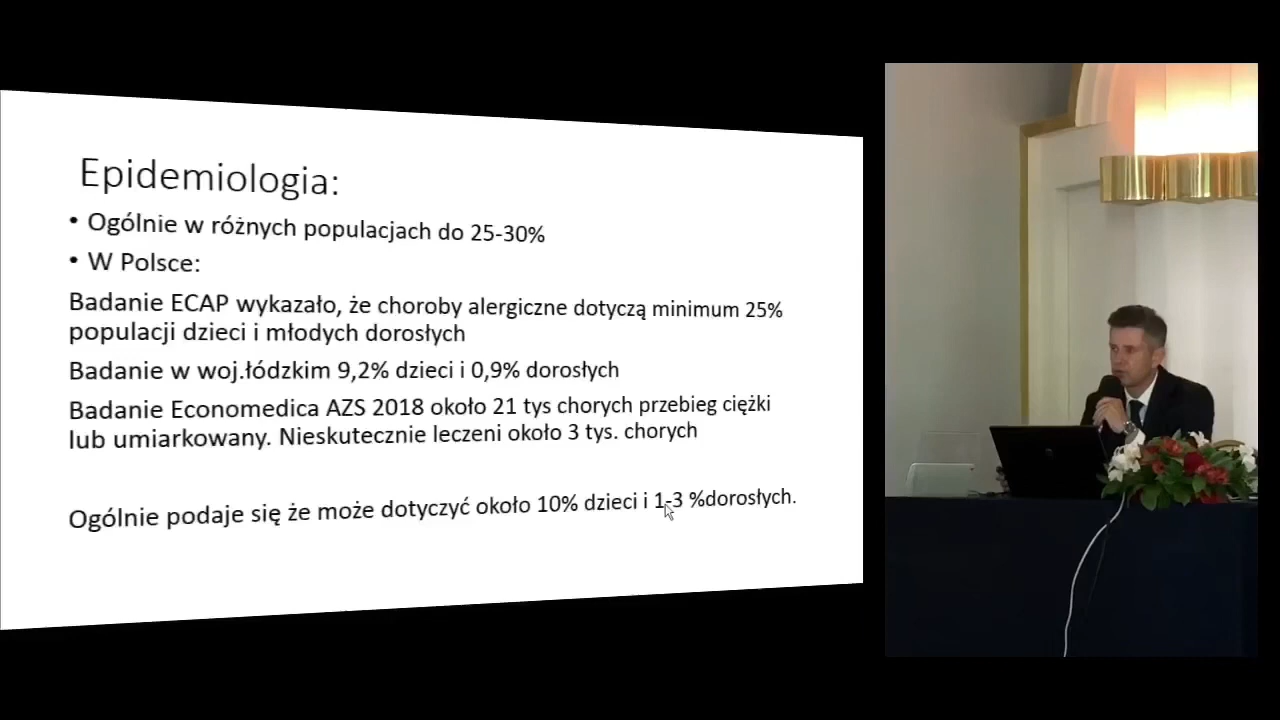 Epidemiologia:
• Ogólnie w różnych populacjach do 25-30%
• W Polsce:
Badanie ECAP wykazało, że choroby alergiczne dotyczą minimum 25%
populacji dzieci i młodych dorosłych
Badanie w woj.łódzkim 9,2% dzieci i 0,9% dorosłych
Badanie Economedica AZS 2018 około 21 tys chorych przebieg ciężki
lub umiarkowany. Nieskutecznie leczeni około 3 tys. chorych
Ogólnie podaje się że może dotyczyć około 10% dzieci i 1-3 %dorosłych.